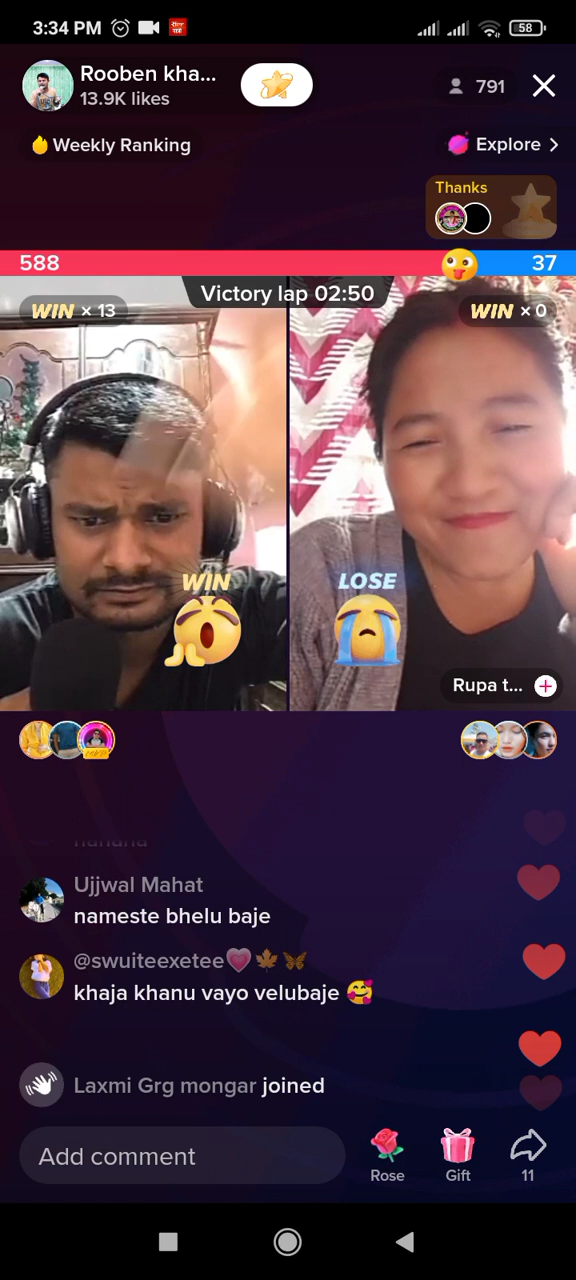 3:34 PM
58
Rooben kha...
13.9K likes
791
Weekly Ranking
Explore
Thanks
588
37
Victory lap 02:50
WIN × 13
WIN × 0
WIN
LOSE
Rupa t...
Ujjwal Mahat
nameste bhelu baje
@swuiteexetee💗🍁🦋
khaja khanu vayo velubaje 🥰
Laxmi Grg mongar joined
Add comment
Rose
Gift
11